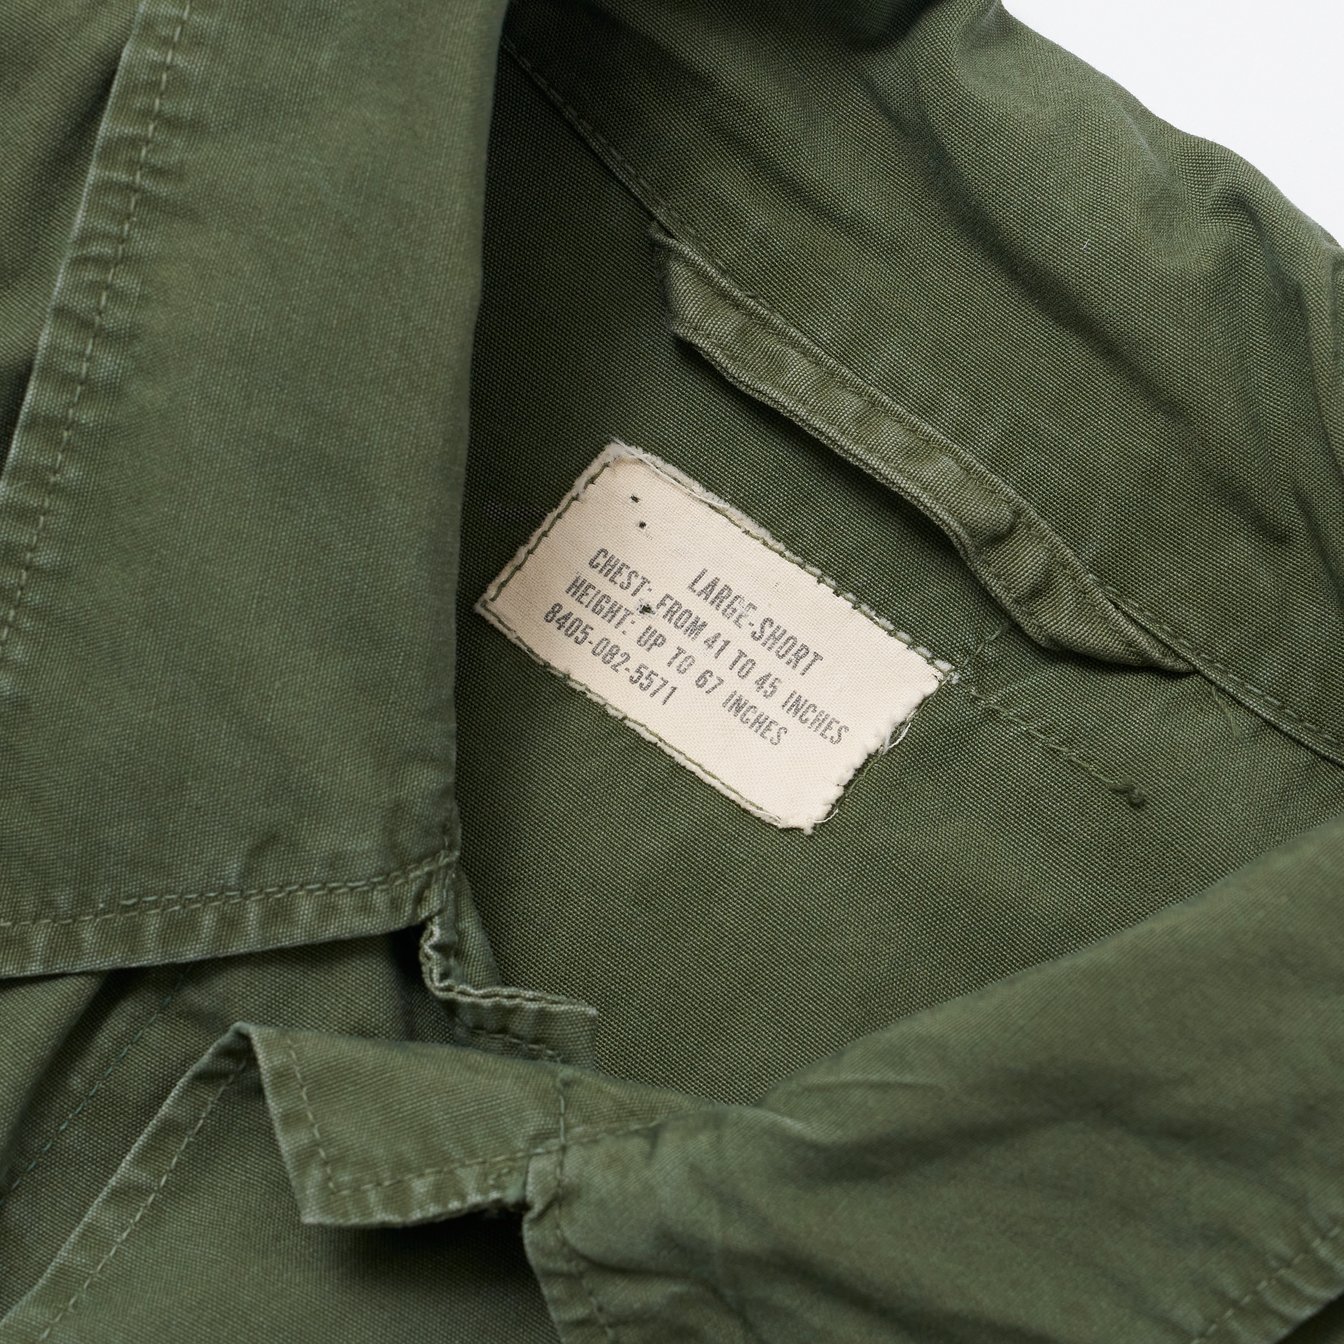 LARGE-SHORT
CHEST: FROM 41 TO 45 INCHES
HEIGHT: UP TO 67 INCHES
8405-082-5571